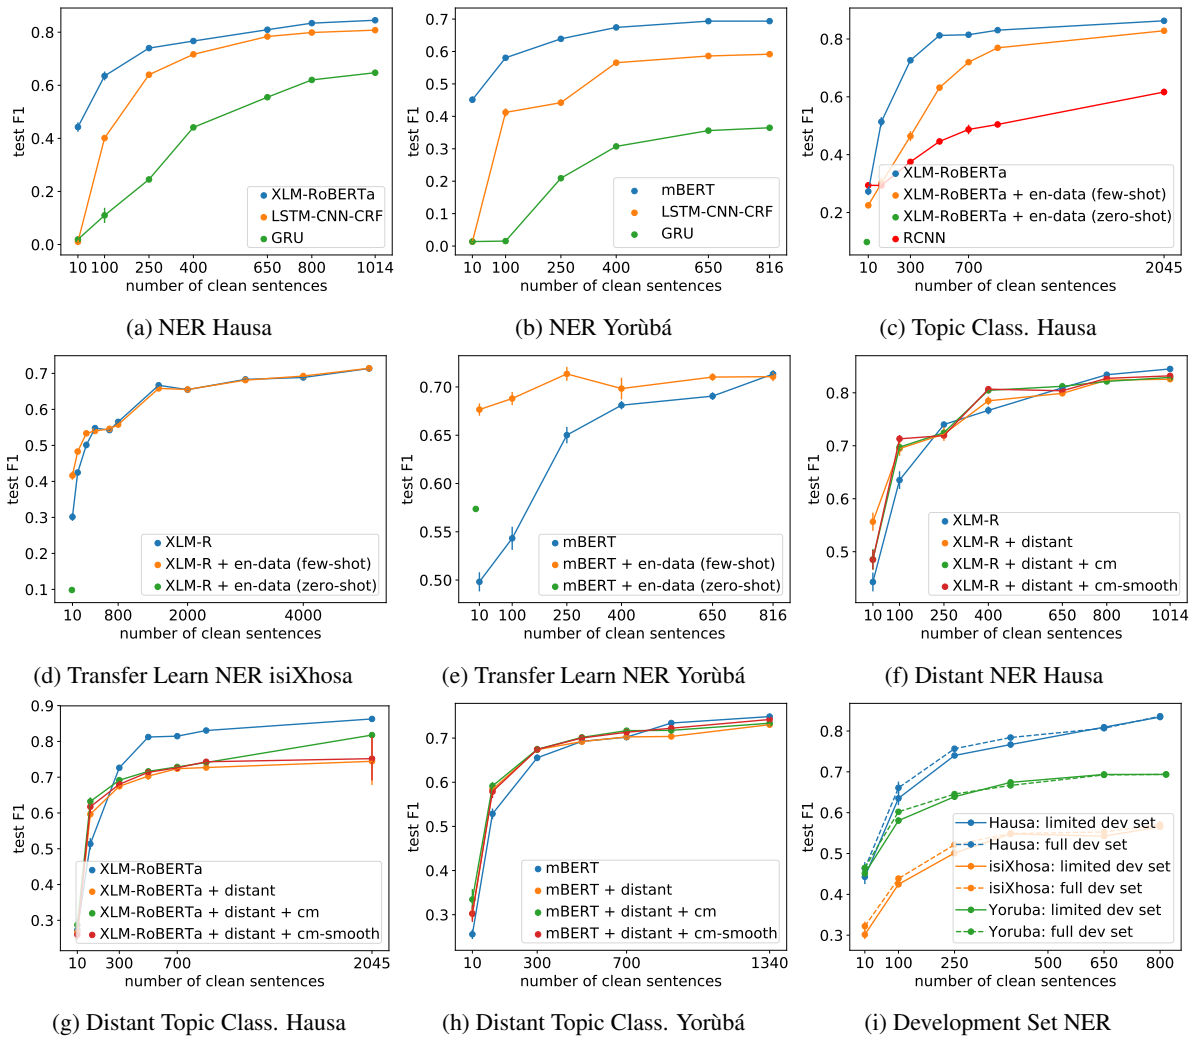 test F1
0.8
0.6
0.4
0.2
0.0
XLM-RoBERTa
LSTM-CNN-CRF
GRU
10 100 250 400 650 800 1014
number of clean sentences
(a) NER Hausa
test F1
0.7
0.6
0.5
0.4
0.3
0.2
0.1
0.0
mBERT
LSTM-CNN-CRF
GRU
10 100 250 400 650 816
number of clean sentences
(b) NER Yorùbá
test F1
0.8
0.6
0.4
0.2
XLM-RoBERTa
XLM-RoBERTa + en-data (few-shot)
XLM-RoBERTa + en-data (zero-shot)
RCNN
10 300 700 2045
number of clean sentences
(c) Topic Class. Hausa
test F1
0.7
0.6
0.5
0.4
0.3
0.2
0.1
XLM-R
XLM-R + en-data (few-shot)
XLM-R + en-data (zero-shot)
10 800 2000 4000
number of clean sentences
(d) Transfer Learn NER isiXhosa
test F1
0.70
0.65
0.60
0.55
0.50
mBERT
mBERT + en-data (few-shot)
mBERT + en-data (zero-shot)
10 100 250 400 650 816
number of clean sentences
(e) Transfer Learn NER Yorùbá
test F1
0.8
0.7
0.6
0.5
XLM-R
XLM-R + distant
XLM-R + distant + cm
XLM-R + distant + cm-smooth
10 100 250 400 650 800 1014
number of clean sentences
(f) Distant NER Hausa
test F1
0.9
0.8
0.7
0.6
0.5
0.4
0.3
XLM-RoBERTa
XLM-RoBERTa + distant
XLM-RoBERTa + distant + cm
XLM-RoBERTa + distant + cm-smooth
10 300 700 2045
number of clean sentences
(g) Distant Topic Class. Hausa
test F1
0.7
0.6
0.5
0.4
0.3
mBERT
mBERT + distant
mBERT + distant + cm
mBERT + distant + cm-smooth
10 300 700 1340
number of clean sentences
(h) Distant Topic Class. Yorùbá
test F1
0.8
0.7
0.6
0.5
0.4
0.3
Hausa: limited dev set
Hausa: full dev set
isiXhosa: limited dev set
isiXhosa: full dev set
Yoruba: limited dev set
Yoruba: full dev set
10 100 250 500 650 800
number of clean sentences
(i) Development Set NER